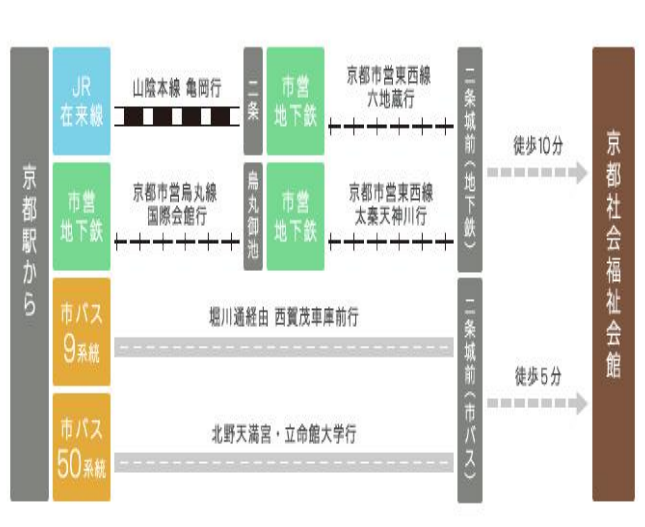 京都駅から
JR
在来線
山陰本線 亀岡行
二条
市営
地下鉄
京都市営東西線
六地蔵行
市営
地下鉄
京都市営烏丸線
国際会館行
烏丸御池
市営
地下鉄
京都市営東西線
太秦天神川行
二条城前(地下鉄)
徒歩10分
市バス
9系統
堀川通経由 西賀茂車庫前行
市バス
50系統
北野天満宮・立命館大学行
二条城前(市バス)
徒歩5分
京都社会福祉会館